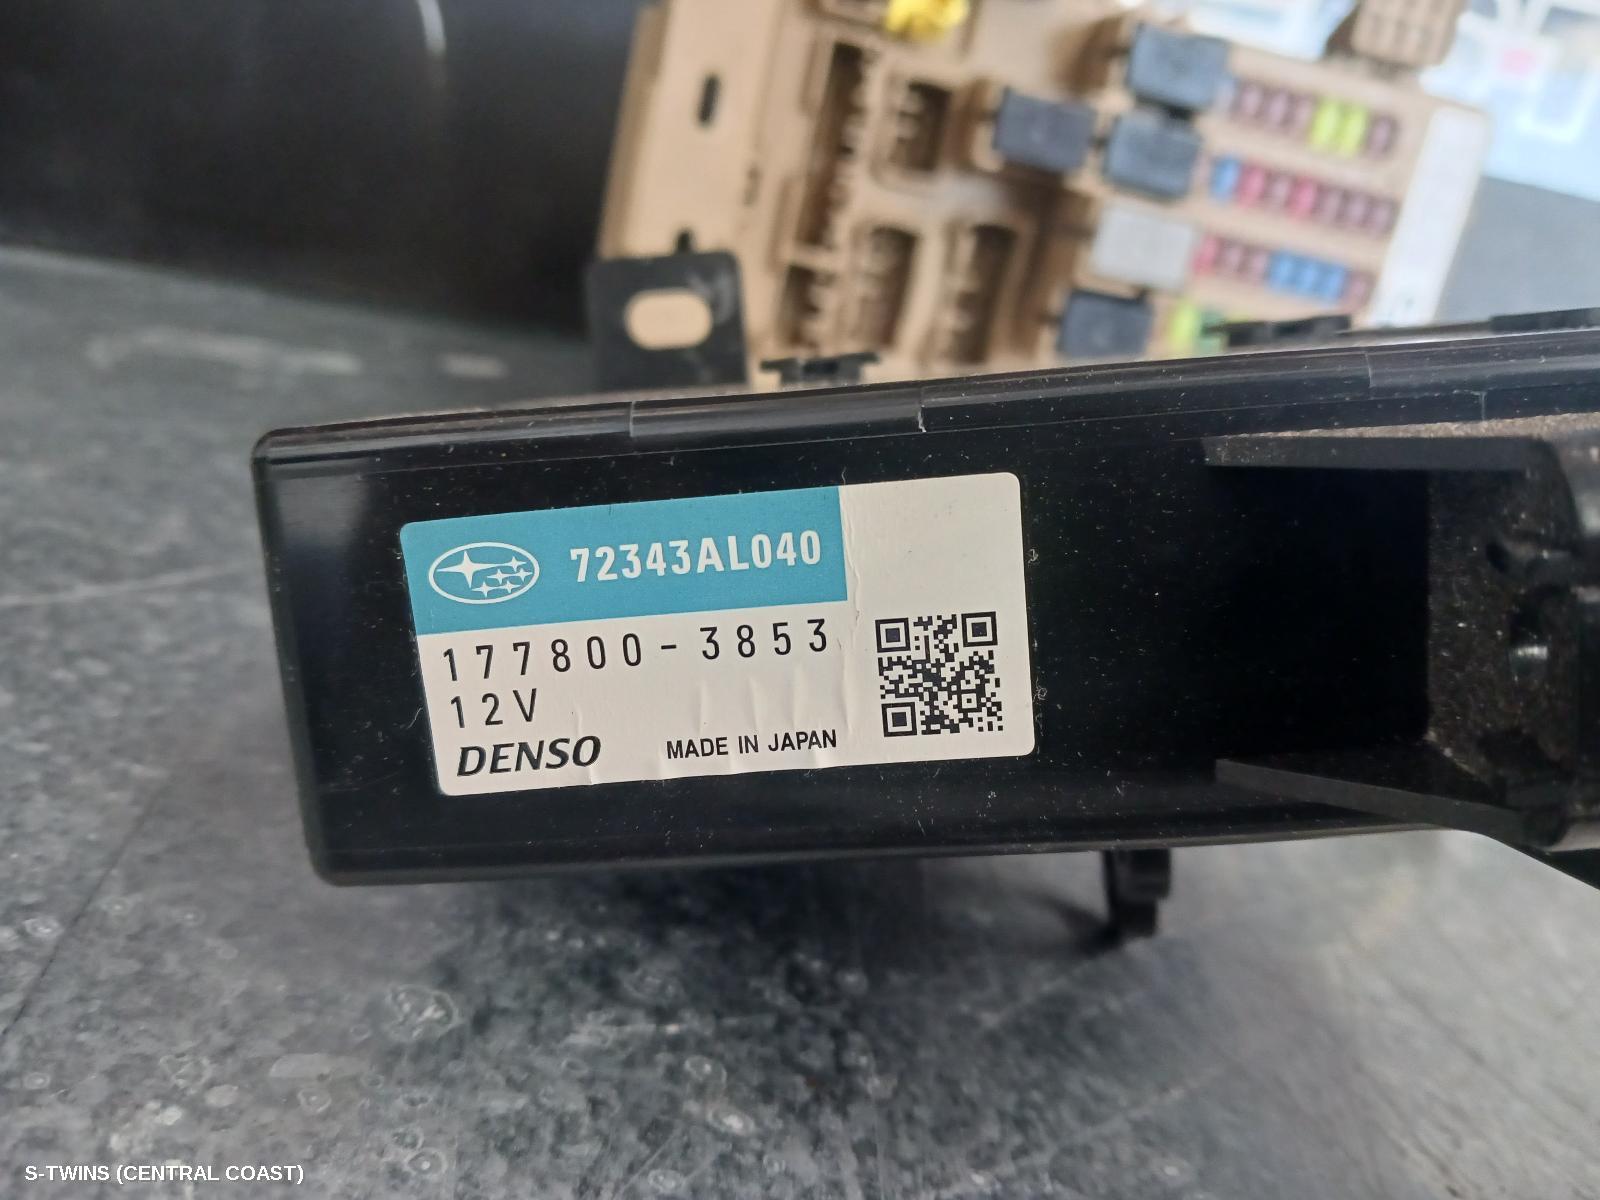 72343AL040
177800-3853
12V
DENSO MADE IN JAPAN
S-TWINS (CENTRAL COAST)